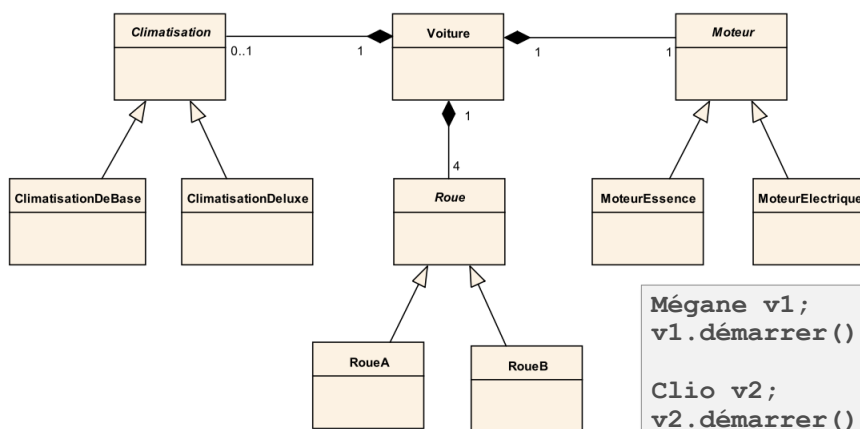 Climatisation
Voiture
Moteur
0..1
1
1
1
1
4
ClimatisationDeBase
ClimatisationDeluxe
Roue
MoteurEssence
MoteurElectrique
RoueA
RoueB
Mégane v1;
v1.démarrer()
Clio v2;
v2.démarrer()